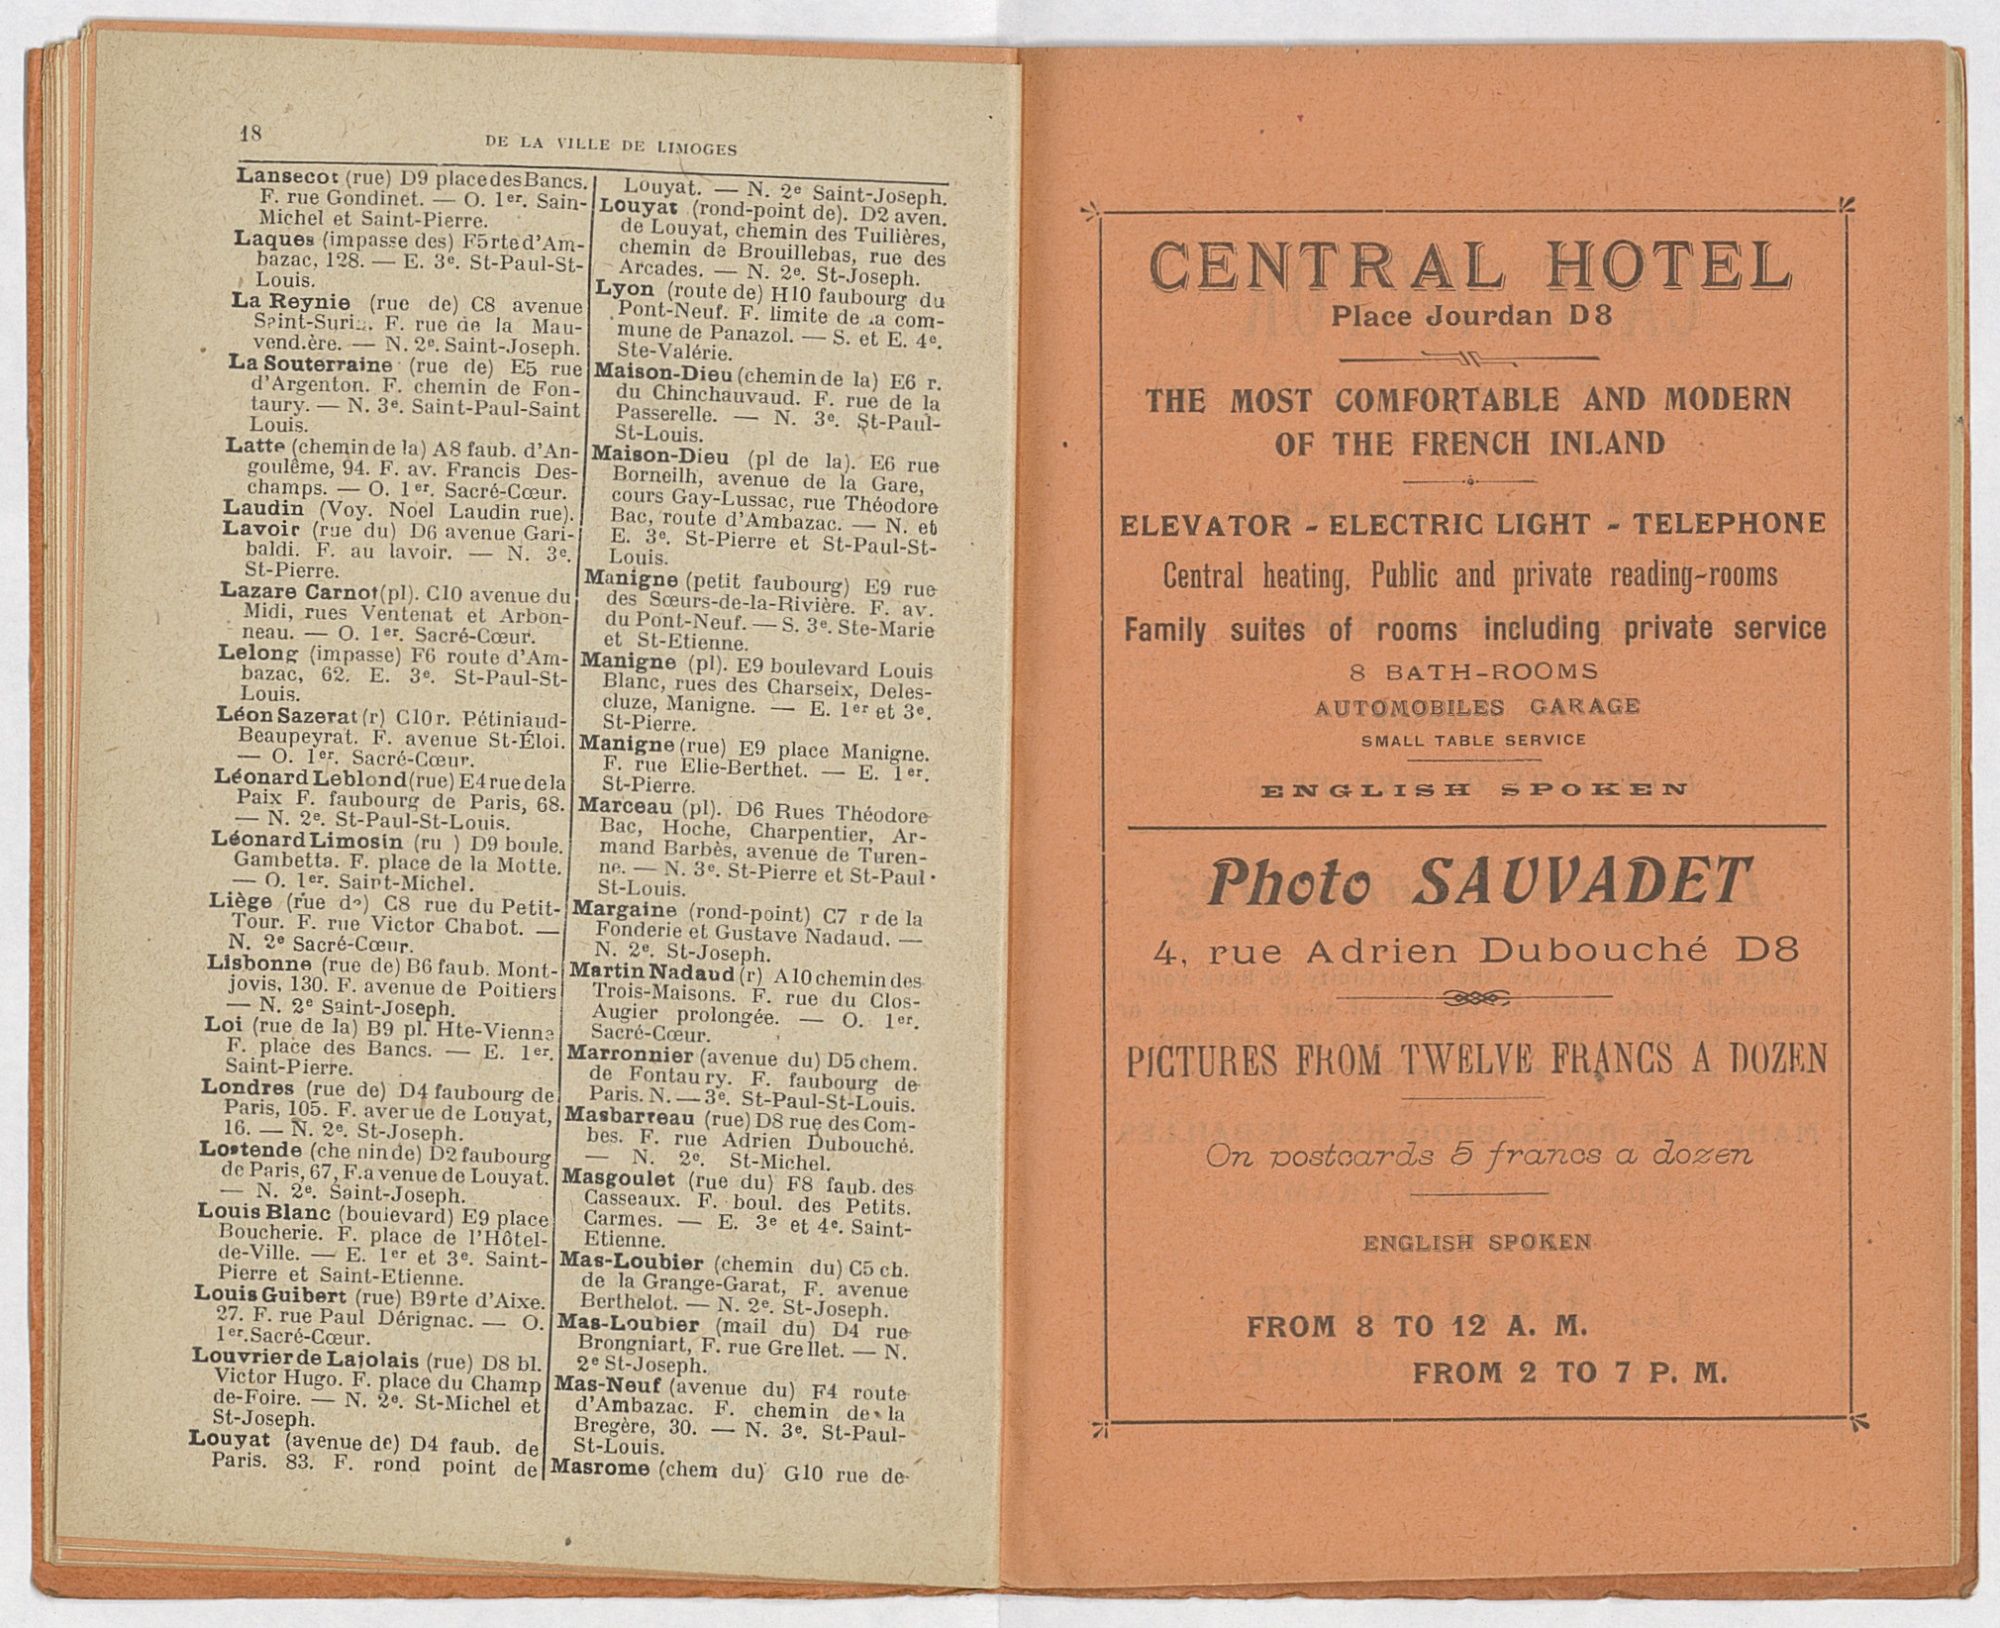 18
DE LA VILLE DE LIMOGES
Lansecot (rue) D9 place des Bancs.
F. rue Gondinet. — O. 1er. Sain-
Michel et Saint-Pierre.
Laques (impasse des) F5 rte d'Am-
bazac, 128. — E. 3e. St-Paul-St-
Louis.
La Reynie (rue de) C8 avenue
Saint-Surin. F. rue de la Mau-
vend.ère. — N. 2e. Saint-Joseph.
La Souterraine (rue de) E5 rue
d'Argenton. F. chemin de Fon-
taury. — N. 3e. Saint-Paul-Saint
Louis.
Latte (chemin de la) A8 faub. d'An-
goulême, 94. F. av. Francis Des-
champs. — O. 1er. Sacré-Cœur.
Laudin (Voy. Noel Laudin rue).
Lavoir (rue du) D6 avenue Gari-
baldi. F. au lavoir. — N. 3e.
St-Pierre.
Lazare Carnot (pl). C10 avenue du
Midi, rues Ventenat et Arbon-
neau. — O. 1er. Sacré-Cœur.
Lelong (impasse) F6 route d'Am-
bazac, 62. E. 3e. St-Paul-St-
Louis.
Léon Sazerat (r) C10 r. Pétiniaud-
Beaupeyrat. F. avenue St-Éloi.
— O. 1er. Sacré-Cœur.
Léonard Leblond (rue) E4 rue de la
Paix F. faubourg de Paris, 68.
— N. 2e. St-Paul-St-Louis.
Léonard Limosin (ru ) D9 boule.
Gambetta. F. place de la Motte.
— O. 1er. Saint-Michel.
Liège (rue de) C8 rue du Petit-
Tour. F. rue Victor Chabot. —
N. 2e Sacré-Cœur.
Lisbonne (rue de) B6 faub. Mont-
jovis, 130. F. avenue de Poitiers
— N. 2e Saint-Joseph.
Loi (rue de la) B9 pl. Hte-Vienne
F. place des Bancs. — E. 1er.
Saint-Pierre.
Londres (rue de) D4 faubourg de
Paris, 105. F. averue de Louyat,
16. — N. 2e. St-Joseph.
Lostende (che nin de) D2 faubourg
de Paris, 67, F. avenue de Louyat.
— N. 2e. Saint-Joseph.
Louis Blanc (bouievard) E9 place
Boucherie. F. place de l'Hôtel-
de-Ville. — E. 1er et 3e. Saint-
Pierre et Saint-Etienne.
Louis Guibert (rue) B9 rte d'Aixe.
27. F. rue Paul Dérignac. — O.
1er. Sacré-Cœur.
Louvrier de Lajolais (rue) D8 bl.
Victor Hugo. F. place du Champ
de-Foire. — N. 2e. St-Michel et
St-Joseph.
Louyat (avenue de) D4 faub. de
Paris. 83. F. rond point de
Louyat. — N. 2e Saint-Joseph.
Louyat (rond-point de). D2 aven.
de Louyat, chemin des Tuilières,
chemin de Brouillebas, rue des
Arcades. — N. 2e. St-Joseph.
Lyon (route de) H10 faubourg du
Pont-Neuf. F. limite de la com-
mune de Panazol. — S. et E. 4e.
Ste-Valérie.
Maison-Dieu (chemin de la) E6 r.
du Chinchauvaud. F. rue de la
Passerelle. — N. 3e. St-Paul-
St-Louis.
Maison-Dieu (pl de la). E6 rue
Borneilh, avenue de la Gare,
cours Gay-Lussac, rue Théodore
Bac, route d'Ambazac. — N. et
E. 3e. St-Pierre et St-Paul-St-
Louis.
Manigne (petit faubourg) E9 rue
des Sœurs-de-la-Rivière. F. av.
du Pont-Neuf. — S. 3e. Ste-Marie
et St-Etienne.
Manigne (pl). E9 boulevard Louis
Blanc, rues des Charseix, Deles-
cluze, Manigne. — E. 1er et 3e.
St-Pierre.
Manigne (rue) E9 place Manigne.
F. rue Elie-Berthet. — E. 1er.
St-Pierre.
Marceau (pl). D6 Rues Théodore
Bac, Hoche, Charpentier, Ar-
mand Barbès, avenue de Turen-
ne. — N. 3e. St-Pierre et St-Paul-
St-Louis.
Margaine (rond-point) C7 r de la
Fonderie et Gustave Nadaud. —
N. 2e. St-Joseph.
Martin Nadaud (r) A10 chemin des
Trois-Maisons. F. rue du Clos-
Augier prolongée. — O. 1er.
Sacré-Cœur.
Marronnier (avenue du) D5 chem.
de Fontaury. F. faubourg de
Paris. N. — 3e. St-Paul-St-Louis.
Masbarreau (rue) D8 rue des Com-
bes. F. rue Adrien Dubouché.
— N. 2e. St-Michel.
Masgoulet (rue du) F8 faub. des
Casseaux. F. boul. des Petits.
Carmes. — E. 3e et 4e. Saint-
Etienne.
Mas-Loubier (chemin du) C5 ch.
de la Grange-Garat, F. avenue
Berthelot. — N. 2e. St-Joseph.
Mas-Loubier (mail du) D4 rue
Brongniart, F. rue Grellet. — N.
2e St-Joseph.
Mas-Neuf (avenue du) F4 route
d'Ambazac. F. chemin de la
Bregère, 30. — N. 3e. St-Paul-
St-Louis.
Masrome (chem du) G10 rue de
CENTRAL HOTEL
Place Jourdan D8
THE MOST COMFORTABLE AND MODERN
OF THE FRENCH INLAND
ELEVATOR - ELECTRIC LIGHT - TELEPHONE
Central heating, Public and private reading-rooms
Family suites of rooms including private service
8 BATH-ROOMS
AUTOMOBILES GARAGE
SMALL TABLE SERVICE
ENGLISH SPOKEN
Photo SAUVADET
4, rue Adrien Dubouché D8
PICTURES FROM TWELVE FRANCS A DOZEN
On postcards 5 francs a dozen
ENGLISH SPOKEN
FROM 8 TO 12 A. M.
FROM 2 TO 7 P. M.